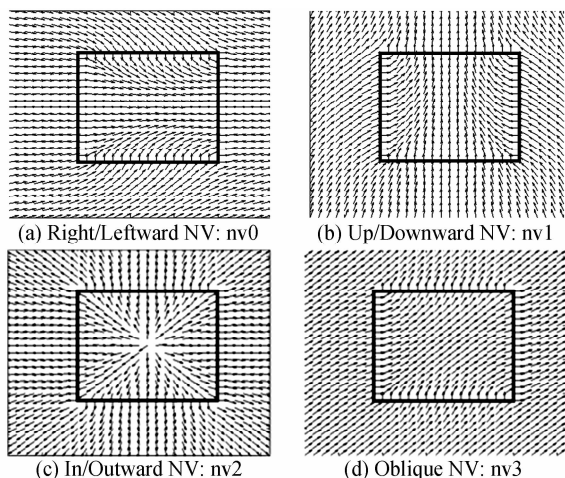 (a) Right/Leftward NV: nv0
(b) Up/Downward NV: nv1
(c) In/Outward NV: nv2
(d) Oblique NV: nv3